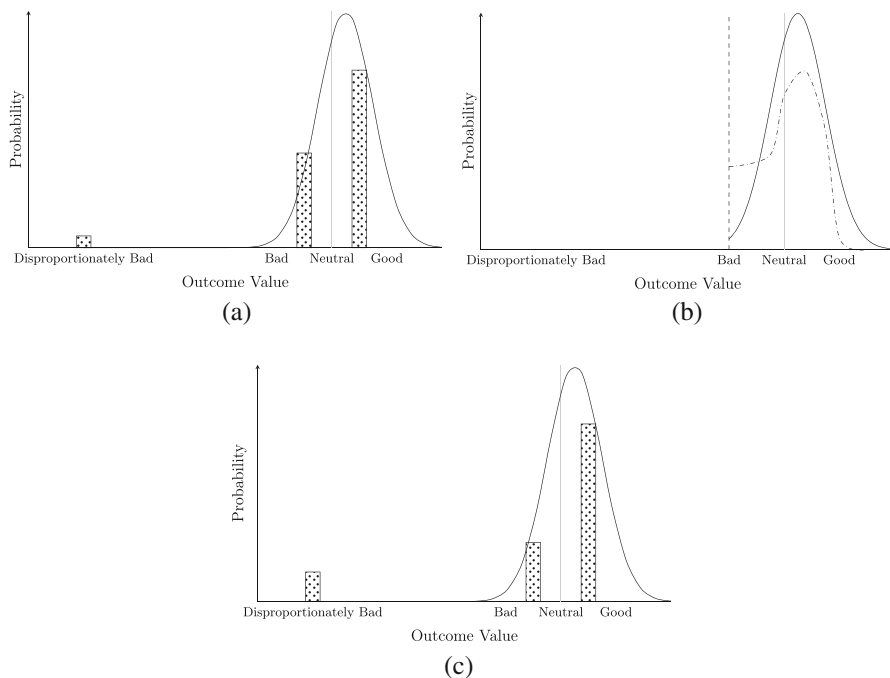 Probability
Disproportionately Bad Bad Neutral Good
Outcome Value
(a)
Probability
Disproportionately Bad Bad Neutral Good
Outcome Value
(b)
Probability
Disproportionately Bad Bad Neutral Good
Outcome Value
(c)